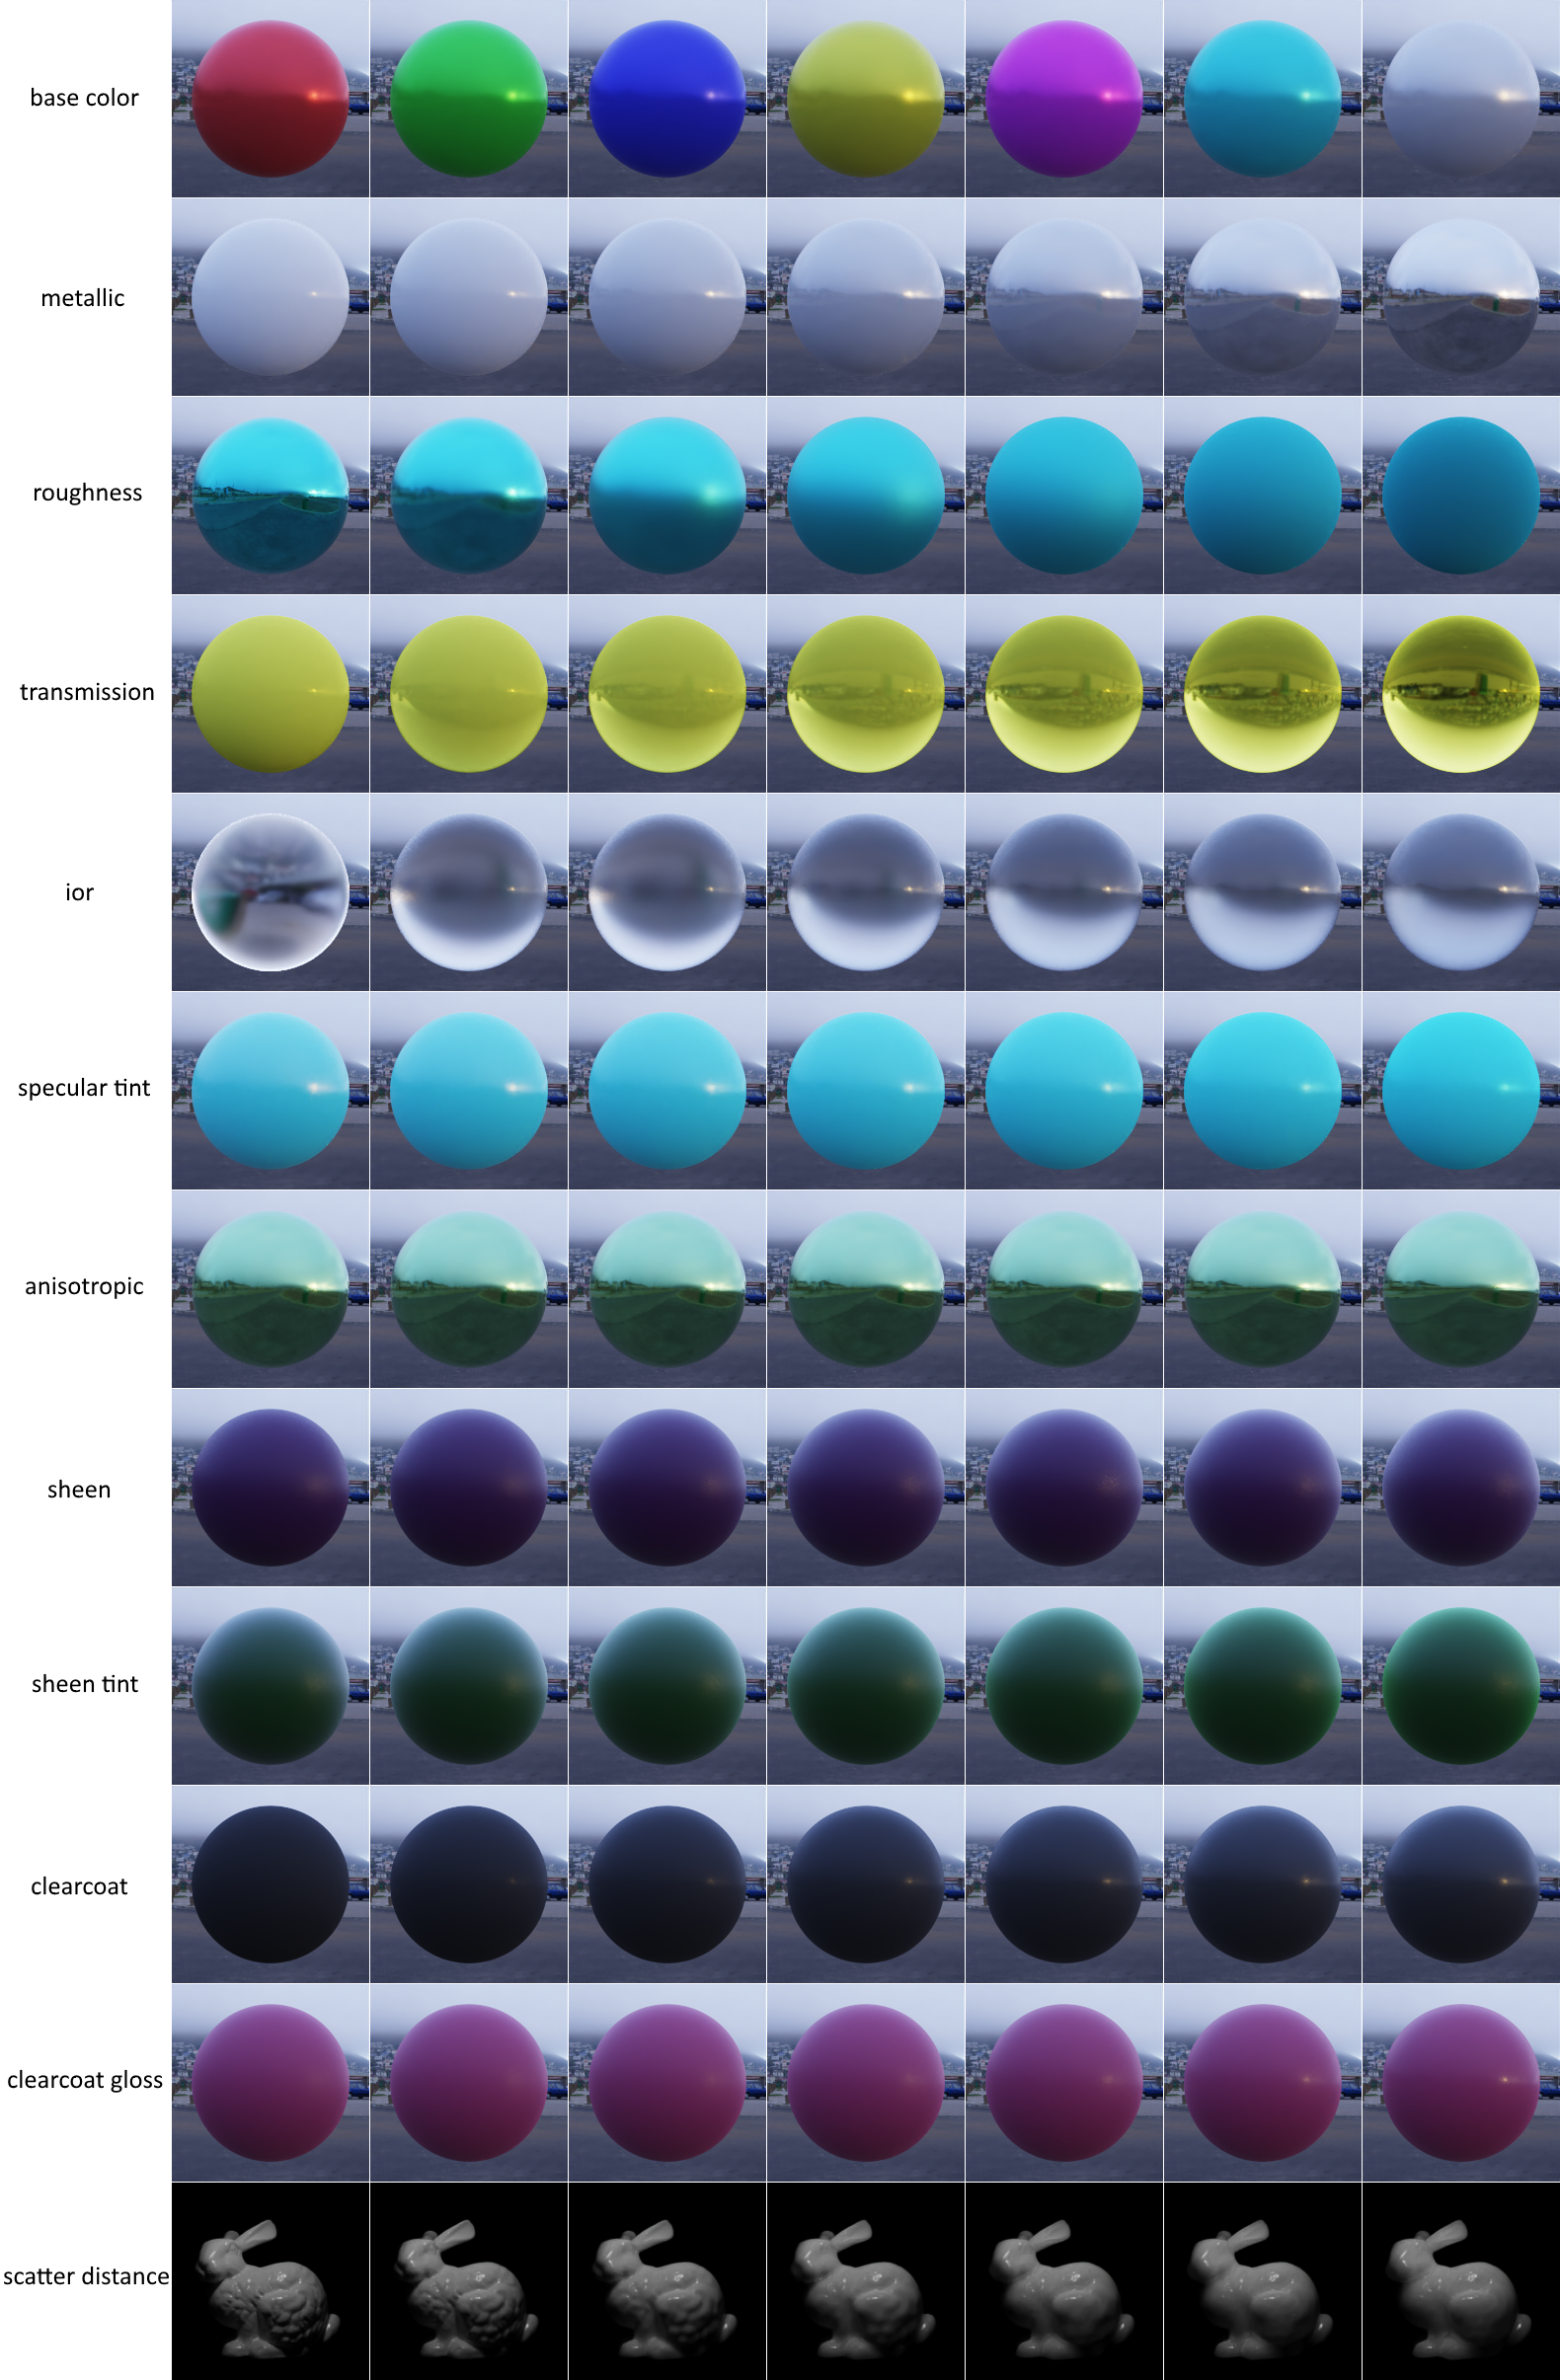 base color
metallic
roughness
transmission
ior
specular tint
anisotropic
sheen
sheen tint
clearcoat
clearcoat gloss
scatter distance